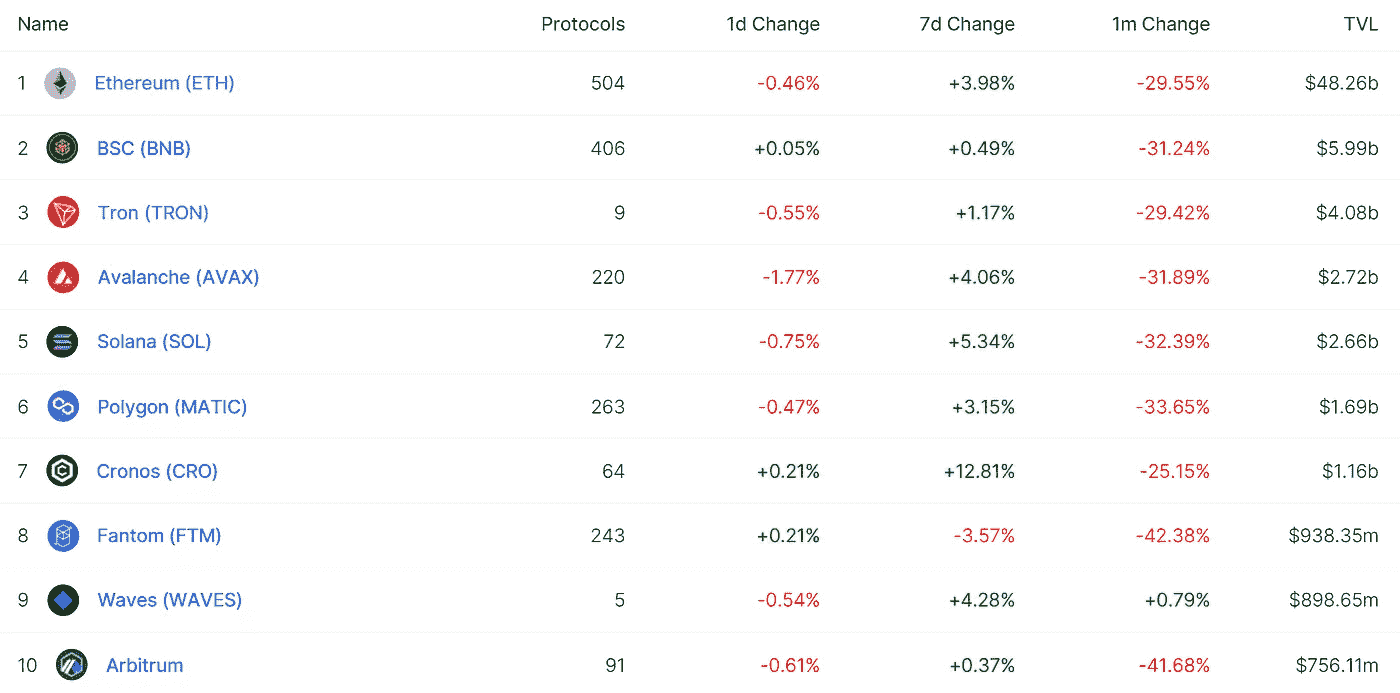 Name Protocols 1d Change 7d Change 1m Change TVL
1 Ethereum (ETH) 504 -0.46% +3.98% -29.55% $48.26b
2 BSC (BNB) 406 +0.05% +0.49% -31.24% $5.99b
3 Tron (TRON) 9 -0.55% +1.17% -29.42% $4.08b
4 Avalanche (AVAX) 220 -1.77% +4.06% -31.89% $2.72b
5 Solana (SOL) 72 -0.75% +5.34% -32.39% $2.66b
6 Polygon (MATIC) 263 -0.47% +3.15% -33.65% $1.69b
7 Cronos (CRO) 64 +0.21% +12.81% -25.15% $1.16b
8 Fantom (FTM) 243 +0.21% -3.57% -42.38% $938.35m
9 Waves (WAVES) 5 -0.54% +4.28% +0.79% $898.65m
10 Arbitrum 91 -0.61% +0.37% -41.68% $756.11m